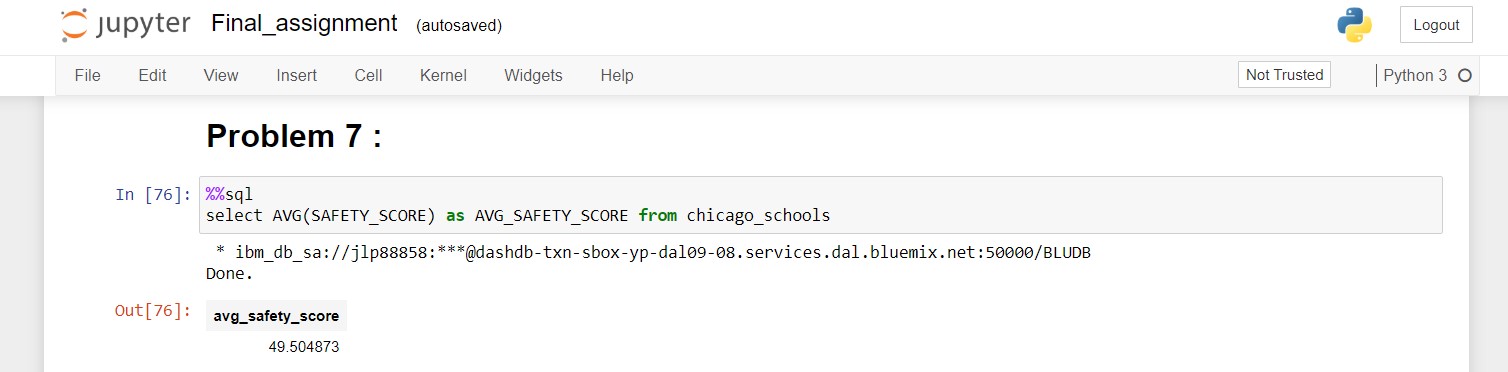 jupyter Final_assignment (autosaved) Logout
File Edit View Insert Cell Kernel Widgets Help Not Trusted Python 3
Problem 7 :
In [76]: %%sql
select AVG(SAFETY_SCORE) as AVG_SAFETY_SCORE from chicago_schools
* ibm_db_sa://jlp88858:***@dashdb-txn-sbox-yp-dal09-08.services.dal.bluemix.net:50000/BLUDB
Done.
Out[76]: avg_safety_score
49.504873